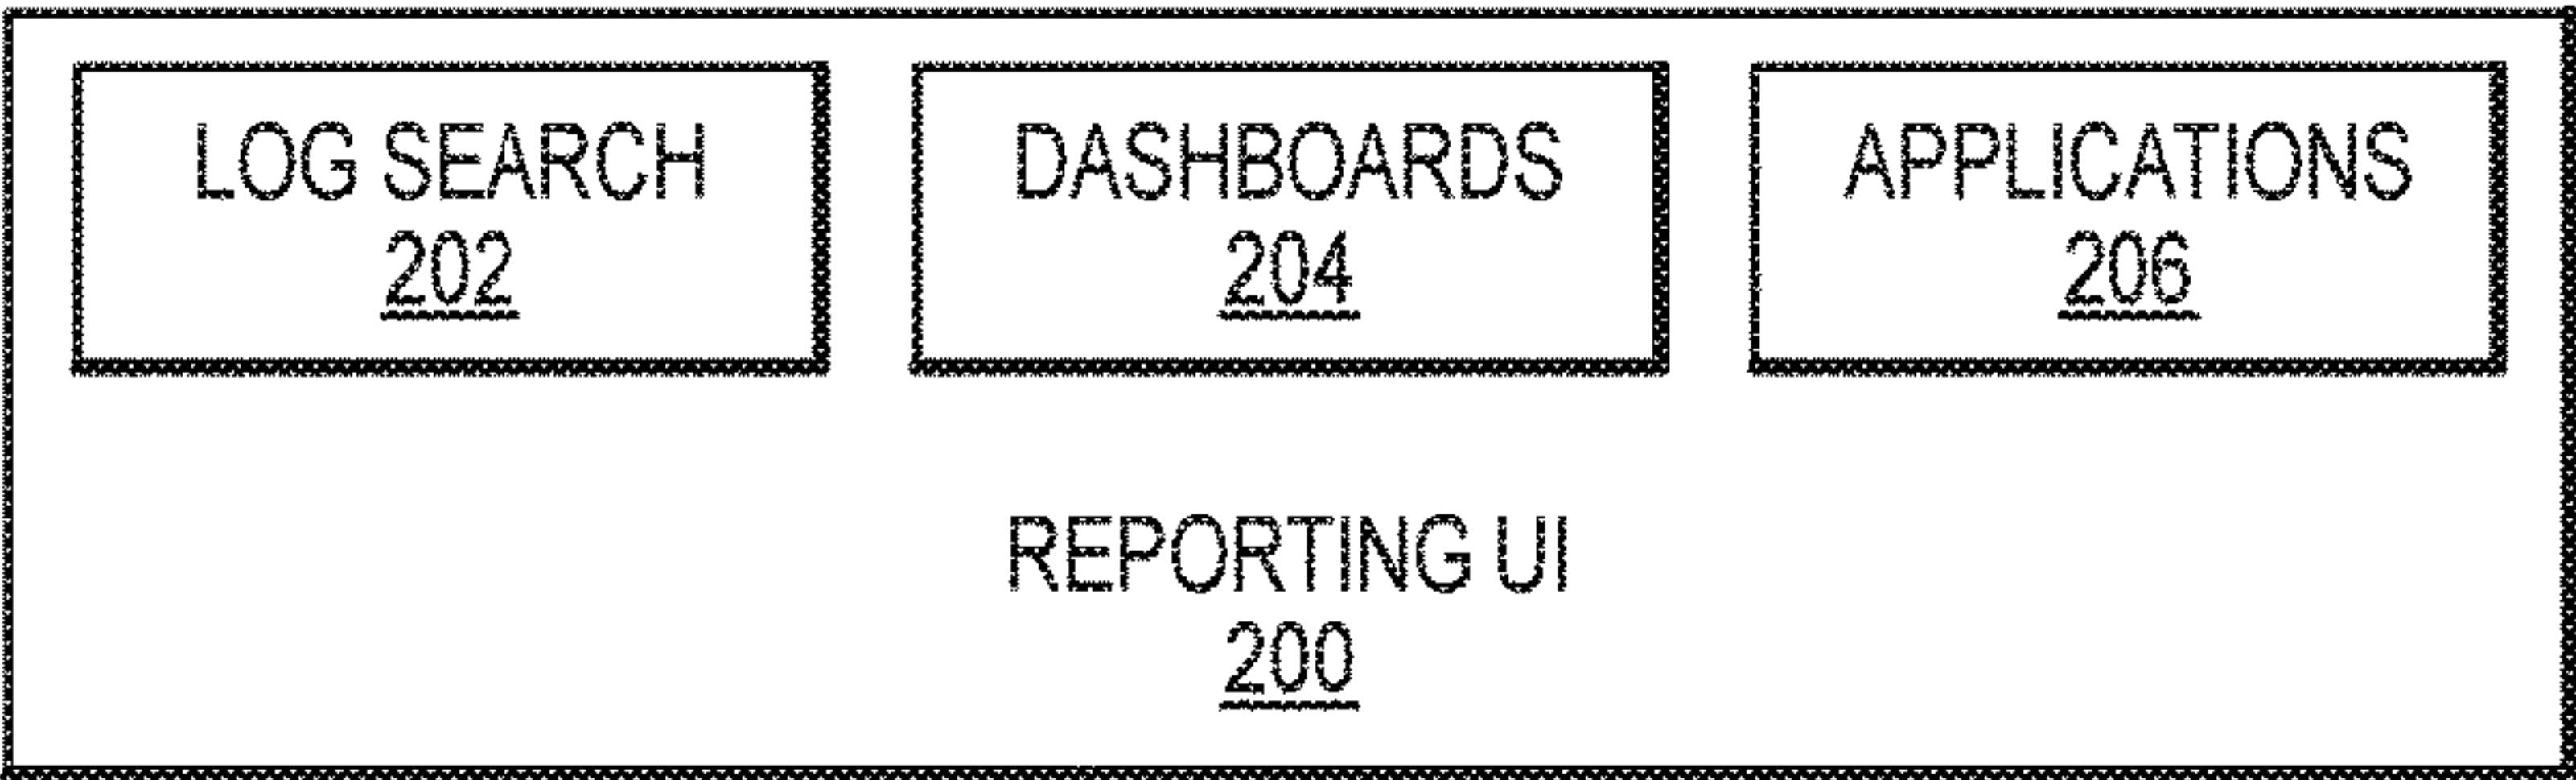 LOG SEARCH
202
DASHBOARDS
204
APPLICATIONS
206
REPORTING UI
200